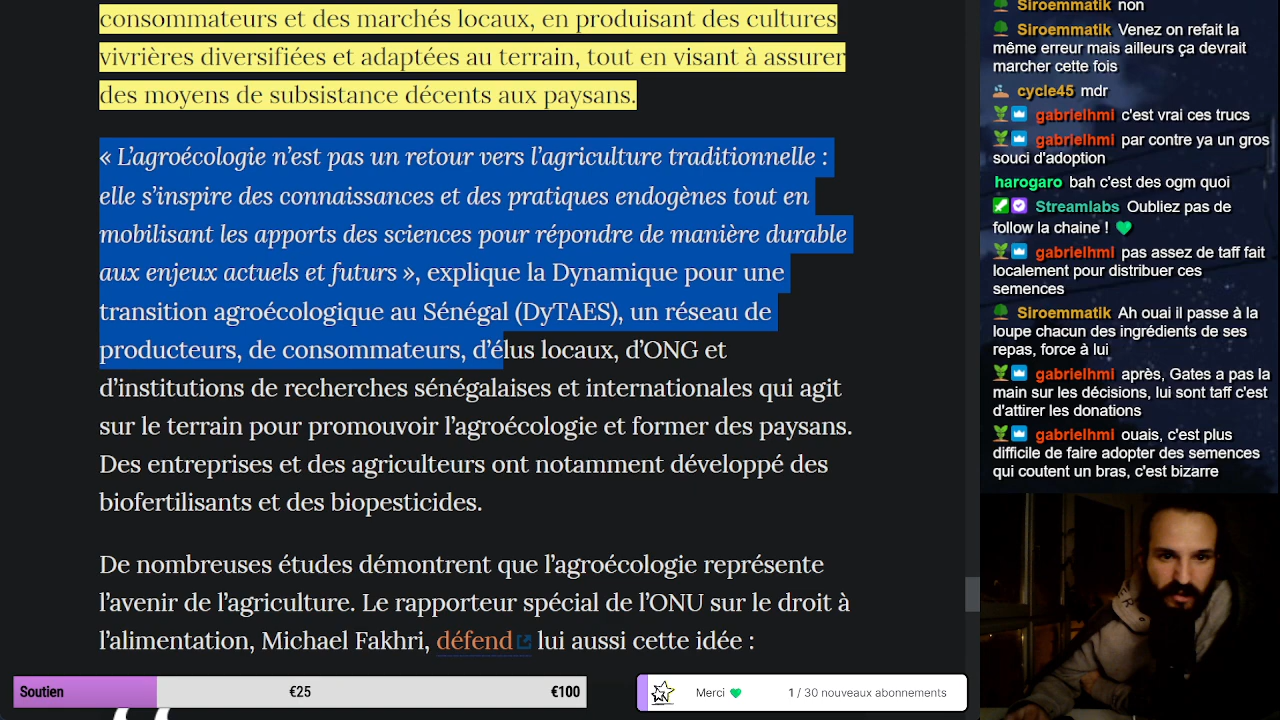 consommateurs et des marchés locaux, en produisant des cultures
vivrières diversifiées et adaptées au terrain, tout en visant à assurer
des moyens de subsistance décents aux paysans.
« L’agroécologie n’est pas un retour vers l’agriculture traditionnelle :
elle s’inspire des connaissances et des pratiques endogènes tout en
mobilisant les apports des sciences pour répondre de manière durable
aux enjeux actuels et futurs », explique la Dynamique pour une
transition agroécologique au Sénégal (DyTAES), un réseau de
producteurs, de consommateurs, d’élus locaux, d’ONG et
d’institutions de recherches sénégalaises et internationales qui agit
sur le terrain pour promouvoir l’agroécologie et former des paysans.
Des entreprises et des agriculteurs ont notamment développé des
biofertilisants et des biopesticides.
De nombreuses études démontrent que l’agroécologie représente
l’avenir de l’agriculture. Le rapporteur spécial de l’ONU sur le droit à
l’alimentation, Michael Fakhri, défend lui aussi cette idée :
Soutien €25 €100
Merci 1 / 30 nouveaux abonnements
Siroemmatik non
Siroemmatik Venez on refait la
même erreur mais ailleurs ça devrait
marcher cette fois
cycle45 mdr
gabrielhmi c'est vrai ces trucs
gabrielhmi par contre ya un gros
souci d'adoption
harogaro bah c'est des ogm quoi
Streamlabs Oubliez pas de
follow la chaine !
gabrielhmi pas assez de taff fait
localement pour distribuer ces
semences
Siroemmatik Ah ouai il passe à la
loupe chacun des ingrédients de ses
repas, force à lui
gabrielhmi après, Gates a pas la
main sur les décisions, lui sont taff c'est
d'attirer les donations
gabrielhmi ouais, c'est plus
difficile de faire adopter des semences
qui coutent un bras, c'est bizarre